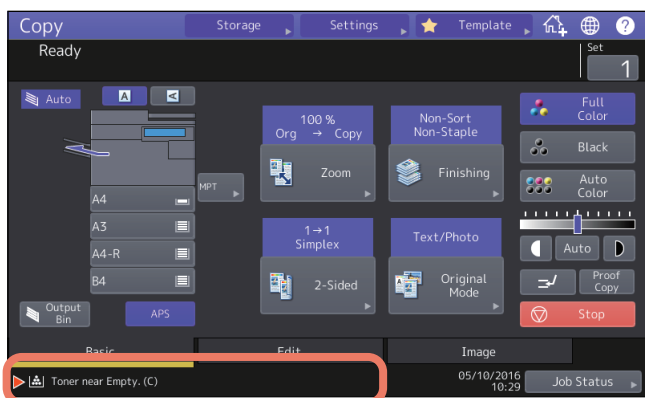 Copy
Storage
Settings
Template
?
Ready
Set
1
Auto
A
A
100 %
Org → Copy
Zoom
Non-Sort
Non-Staple
Finishing
Full
Color
Black
Auto
Color
MPT
A4
A3
A4-R
B4
1→1
Simplex
2-Sided
Text/Photo
Original
Mode
Auto
Proof
Copy
Output
Bin
APS
Stop
Basic
Edit
Image
Toner near Empty. (C)
05/10/2016
10:29
Job Status